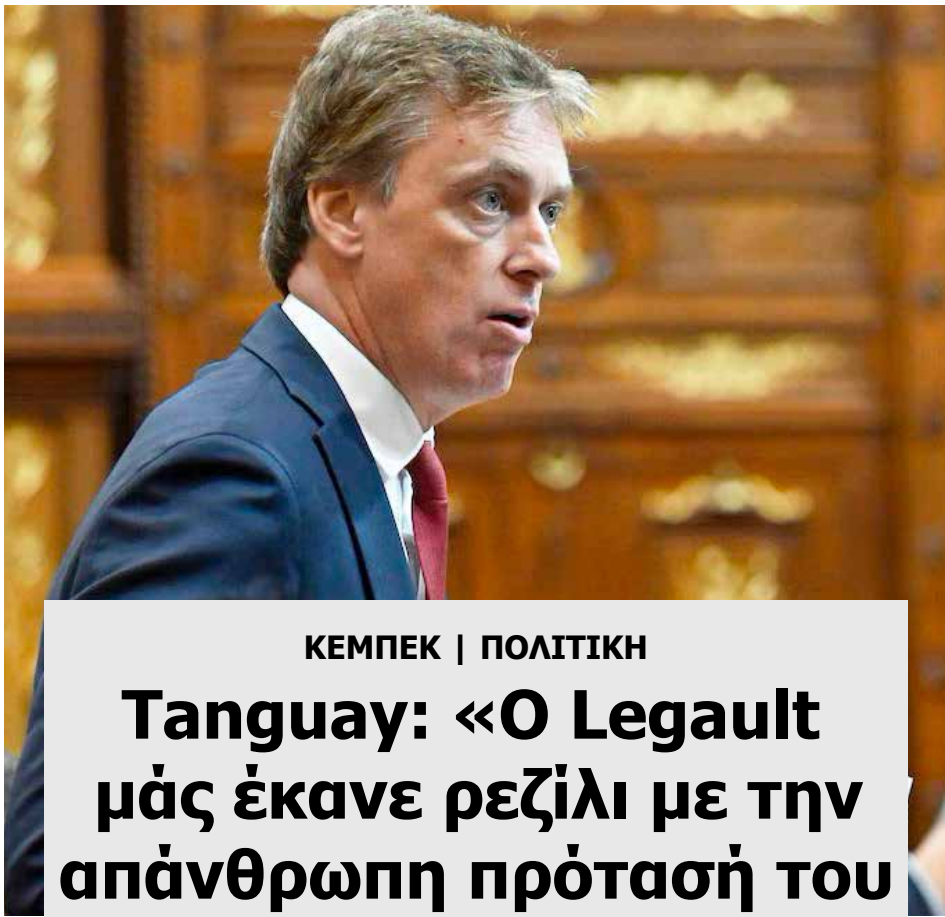 ΚΕΜΠΕΚ | ΠΟΛΙΤΙΚΗ
Tanguay: «Ο Legault
μάς έκανε ρεζίλι με την
απάνθρωπη πρότασή του